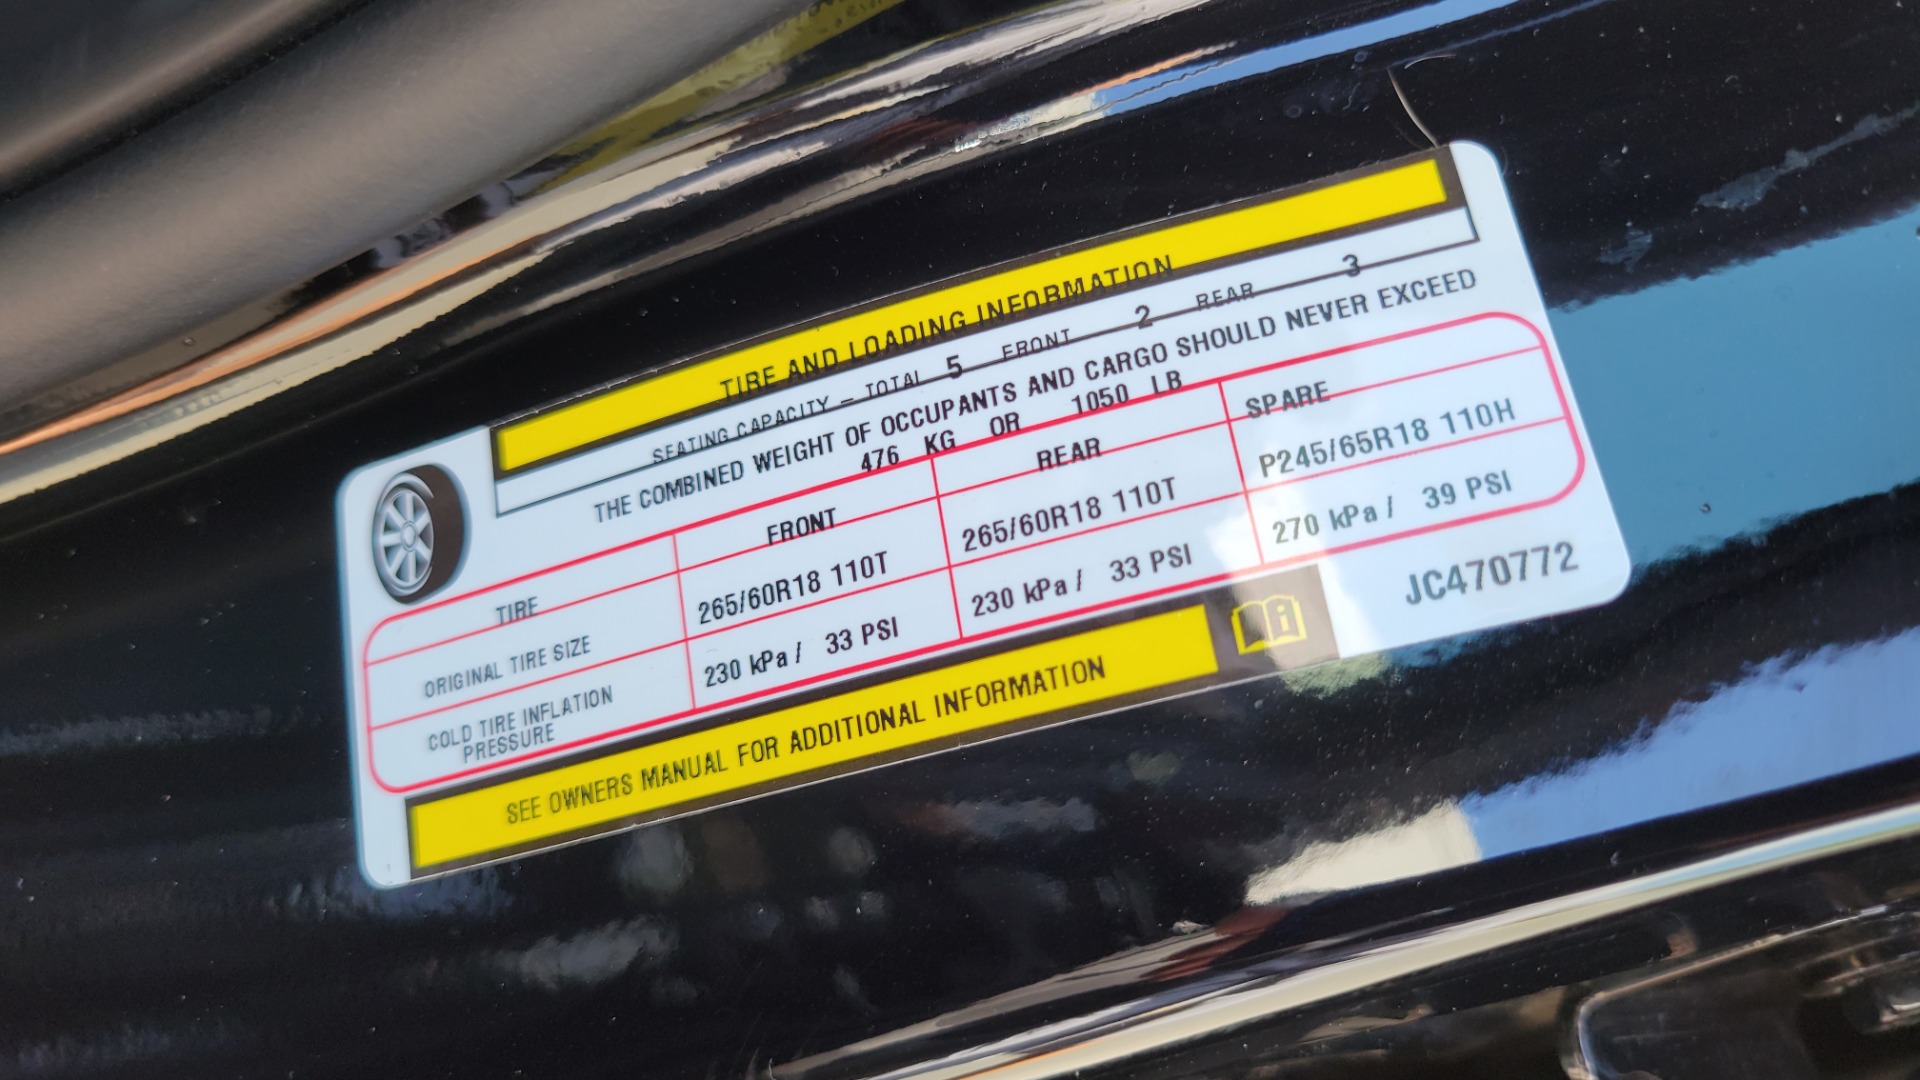 TIRE AND LOADING INFORMATION
SEATING CAPACITY – TOTAL 5 FRONT 2 REAR 3
THE COMBINED WEIGHT OF OCCUPANTS AND CARGO SHOULD NEVER EXCEED
476 KG OR 1050 LB
TIRE FRONT REAR SPARE
ORIGINAL TIRE SIZE 265/60R18 110T 265/60R18 110T P245/65R18 110H
COLD TIRE INFLATION
PRESSURE 230 kPa / 33 PSI 230 kPa / 33 PSI 270 kPa / 39 PSI
SEE OWNERS MANUAL FOR ADDITIONAL INFORMATION
JC470772